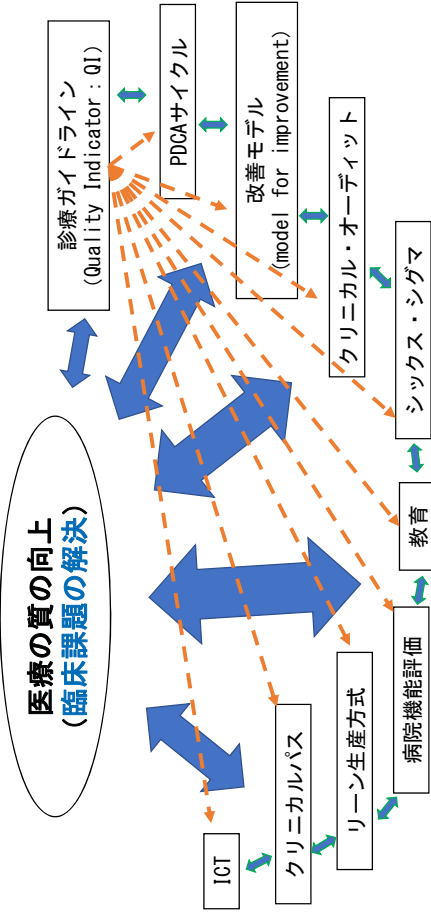 医療の質の向上
(臨床課題の解決)
診療ガイドライン
(Quality Indicator：QI)
PDCAサイクル
改善モデル
(model for improvement)
クリニカル・オーディット
シックス・シグマ
教育
病院機能評価
リーン生産方式
クリニカルパス
ICT